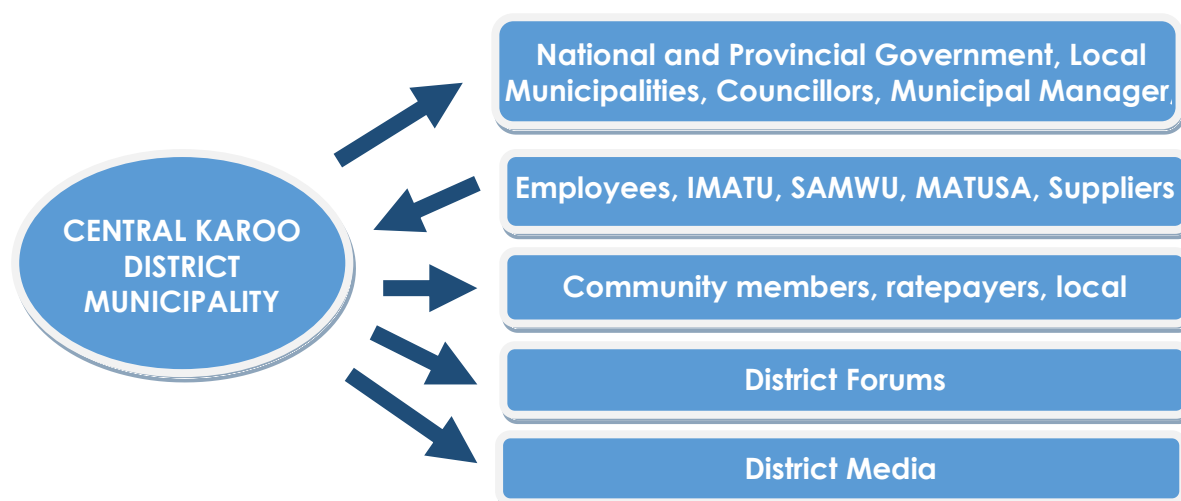 National and Provincial Government, Local
Municipalities, Councillors, Municipal Manager,
Employees, IMATU, SAMWU, MATUSA, Suppliers
CENTRAL KAROO
DISTRICT
MUNICIPALITY
Community members, ratepayers, local
District Forums
District Media